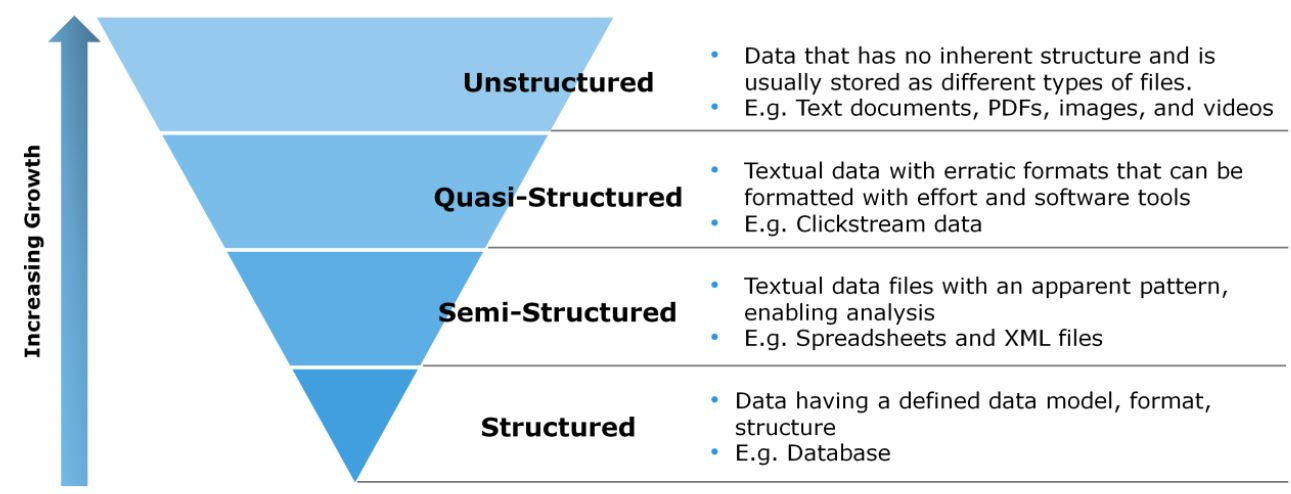 Increasing Growth
Unstructured
• Data that has no inherent structure and is
usually stored as different types of files.
• E.g. Text documents, PDFs, images, and videos
Quasi-Structured
• Textual data with erratic formats that can be
formatted with effort and software tools
• E.g. Clickstream data
Semi-Structured
• Textual data files with an apparent pattern,
enabling analysis
• E.g. Spreadsheets and XML files
Structured
• Data having a defined data model, format,
structure
• E.g. Database